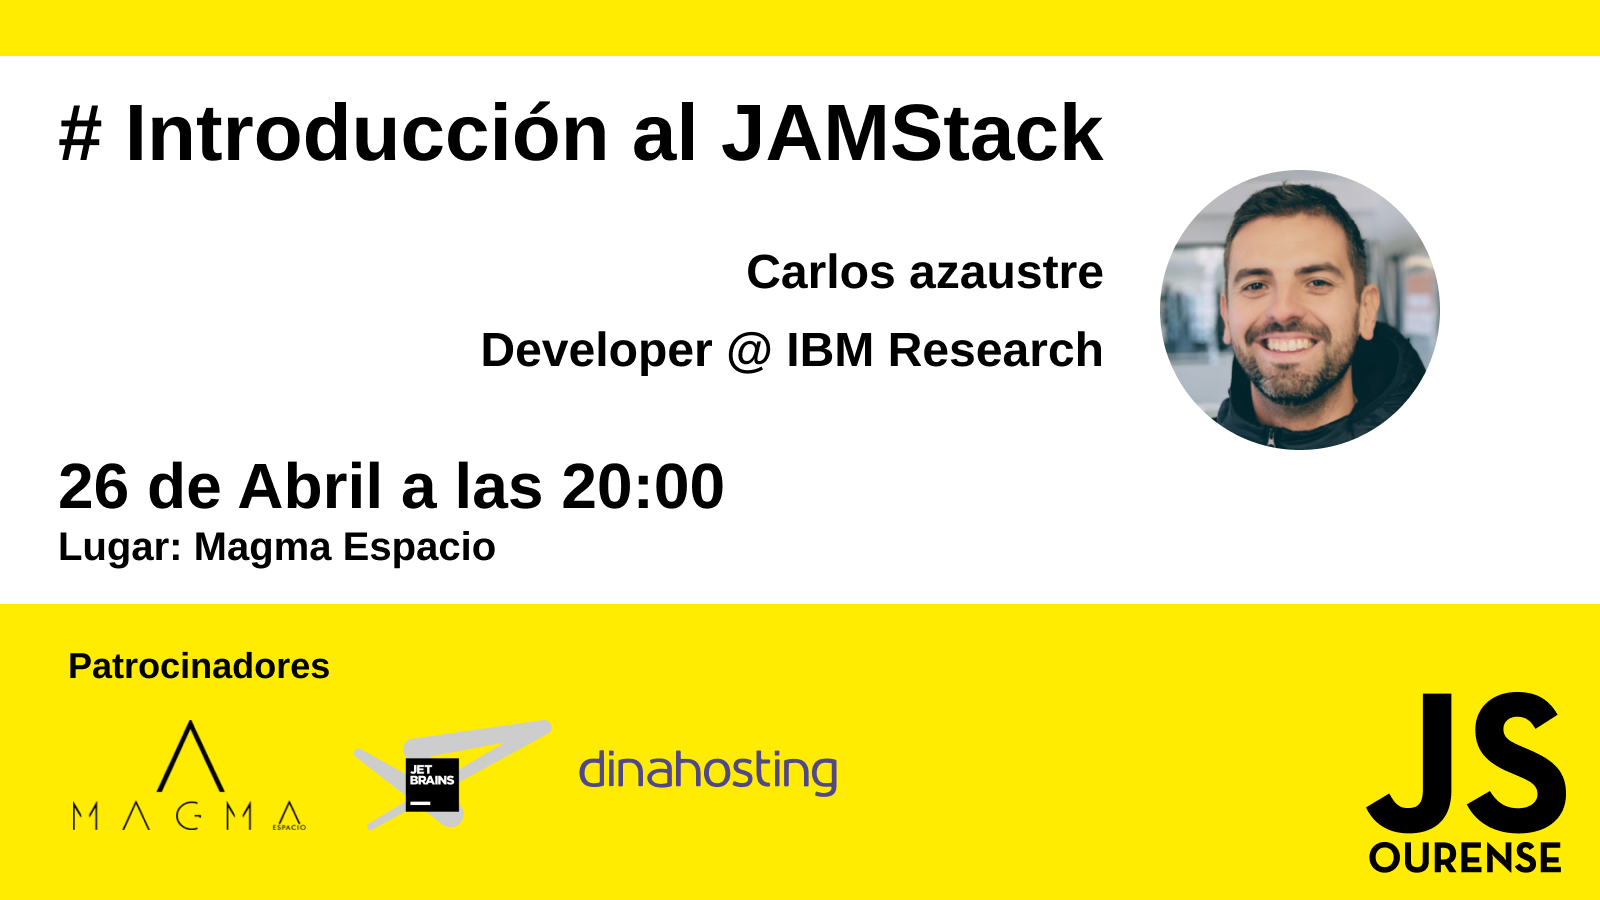 # Introducción al JAMStack
Carlos azaustre
Developer @ IBM Research
26 de Abril a las 20:00
Lugar: Magma Espacio
Patrocinadores
MAGMA
ESPACIO
JET
BRAINS
dinahosting
JS
OURENSE